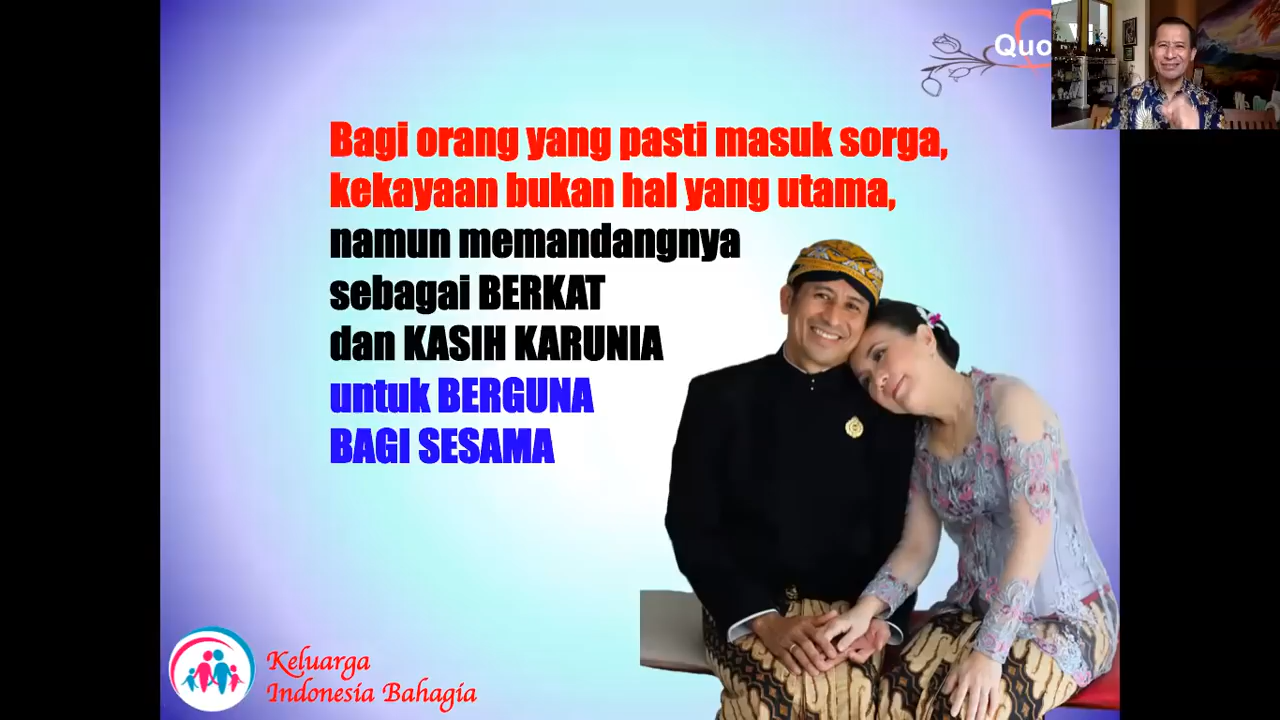 Bagi orang yang pasti masuk sorga,
kekayaan bukan hal yang utama,
namun memandangnya
sebagai BERKAT
dan KASIH KARUNIA
untuk BERGUNA
BAGI SESAMA
Keluarga
Indonesia Bahagia